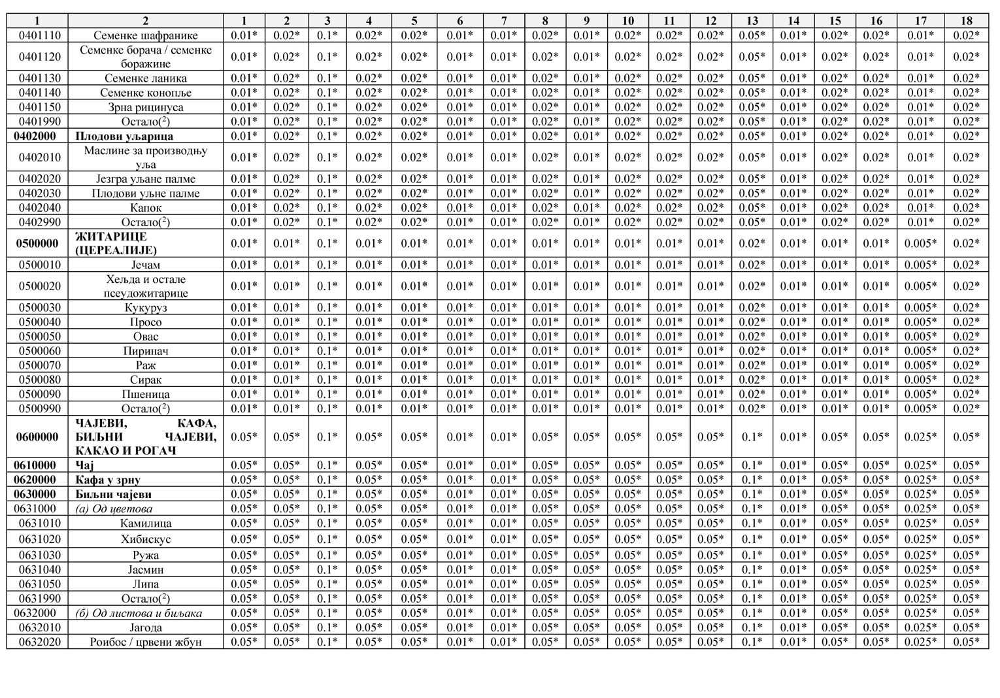 1 2 1 2 3 4 5 6 7 8 9 10 11 12 13 14 15 16 17 18
0401110 Семенке шафранике 0.01* 0.02* 0.1* 0.02* 0.02* 0.01* 0.01* 0.02* 0.01* 0.02* 0.02* 0.02* 0.05* 0.01* 0.02* 0.02* 0.01* 0.02*
Семенке борача / семенке
0401120 боражине 0.01* 0.02* 0.1* 0.02* 0.02* 0.01* 0.01* 0.02* 0.01* 0.02* 0.02* 0.02* 0.05* 0.01* 0.02* 0.02* 0.01* 0.02*
0401130 Семенке ланика 0.01* 0.02* 0.1* 0.02* 0.02* 0.01* 0.01* 0.02* 0.01* 0.02* 0.02* 0.02* 0.05* 0.01* 0.02* 0.02* 0.01* 0.02*
0401140 Семенке конопље 0.01* 0.02* 0.1* 0.02* 0.02* 0.01* 0.01* 0.02* 0.01* 0.02* 0.02* 0.02* 0.05* 0.01* 0.02* 0.02* 0.01* 0.02*
0401150 Зрна рицинуса 0.01* 0.02* 0.1* 0.02* 0.02* 0.01* 0.01* 0.02* 0.01* 0.02* 0.02* 0.02* 0.05* 0.01* 0.02* 0.02* 0.01* 0.02*
0401990 Остало(²) 0.01* 0.02* 0.1* 0.02* 0.02* 0.01* 0.01* 0.02* 0.01* 0.02* 0.02* 0.02* 0.05* 0.01* 0.02* 0.02* 0.01* 0.02*
0402000 Плодови уљарица 0.01* 0.02* 0.1* 0.02* 0.02* 0.01* 0.01* 0.02* 0.01* 0.02* 0.02* 0.02* 0.05* 0.01* 0.02* 0.02* 0.01* 0.02*
Маслине за производњу
0402010 уља 0.01* 0.02* 0.1* 0.02* 0.02* 0.01* 0.01* 0.02* 0.01* 0.02* 0.02* 0.02* 0.05* 0.01* 0.02* 0.02* 0.01* 0.02*
0402020 Језгра уљане палме 0.01* 0.02* 0.1* 0.02* 0.02* 0.01* 0.01* 0.02* 0.01* 0.02* 0.02* 0.02* 0.05* 0.01* 0.02* 0.02* 0.01* 0.02*
0402030 Плодови уљне палме 0.01* 0.02* 0.1* 0.02* 0.02* 0.01* 0.01* 0.02* 0.01* 0.02* 0.02* 0.02* 0.05* 0.01* 0.02* 0.02* 0.01* 0.02*
0402040 Капок 0.01* 0.02* 0.1* 0.02* 0.02* 0.01* 0.01* 0.02* 0.01* 0.02* 0.02* 0.02* 0.05* 0.01* 0.02* 0.02* 0.01* 0.02*
0402990 Остало(²) 0.01* 0.02* 0.1* 0.02* 0.02* 0.01* 0.01* 0.02* 0.01* 0.02* 0.02* 0.02* 0.05* 0.01* 0.02* 0.02* 0.01* 0.02*
ЖИТАРИЦЕ
0500000 (ЦЕРЕАЛИЈЕ) 0.01* 0.01* 0.1* 0.01* 0.01* 0.01* 0.01* 0.01* 0.01* 0.01* 0.01* 0.01* 0.02* 0.01* 0.01* 0.01* 0.005* 0.02*
0500010 Јечам 0.01* 0.01* 0.1* 0.01* 0.01* 0.01* 0.01* 0.01* 0.01* 0.01* 0.01* 0.01* 0.02* 0.01* 0.01* 0.01* 0.005* 0.02*
Хељда и остале
0500020 псеудожитарице 0.01* 0.01* 0.1* 0.01* 0.01* 0.01* 0.01* 0.01* 0.01* 0.01* 0.01* 0.01* 0.02* 0.01* 0.01* 0.01* 0.005* 0.02*
0500030 Кукуруз 0.01* 0.01* 0.1* 0.01* 0.01* 0.01* 0.01* 0.01* 0.01* 0.01* 0.01* 0.01* 0.02* 0.01* 0.01* 0.01* 0.005* 0.02*
0500040 Просо 0.01* 0.01* 0.1* 0.01* 0.01* 0.01* 0.01* 0.01* 0.01* 0.01* 0.01* 0.01* 0.02* 0.01* 0.01* 0.01* 0.005* 0.02*
0500050 Овас 0.01* 0.01* 0.1* 0.01* 0.01* 0.01* 0.01* 0.01* 0.01* 0.01* 0.01* 0.01* 0.02* 0.01* 0.01* 0.01* 0.005* 0.02*
0500060 Пиринач 0.01* 0.01* 0.1* 0.01* 0.01* 0.01* 0.01* 0.01* 0.01* 0.01* 0.01* 0.01* 0.02* 0.01* 0.01* 0.01* 0.005* 0.02*
0500070 Раж 0.01* 0.01* 0.1* 0.01* 0.01* 0.01* 0.01* 0.01* 0.01* 0.01* 0.01* 0.01* 0.02* 0.01* 0.01* 0.01* 0.005* 0.02*
0500080 Сирак 0.01* 0.01* 0.1* 0.01* 0.01* 0.01* 0.01* 0.01* 0.01* 0.01* 0.01* 0.01* 0.02* 0.01* 0.01* 0.01* 0.005* 0.02*
0500090 Пшеница 0.01* 0.01* 0.1* 0.01* 0.01* 0.01* 0.01* 0.01* 0.01* 0.01* 0.01* 0.01* 0.02* 0.01* 0.01* 0.01* 0.005* 0.02*
0500990 Остало(²) 0.01* 0.01* 0.1* 0.01* 0.01* 0.01* 0.01* 0.01* 0.01* 0.01* 0.01* 0.01* 0.02* 0.01* 0.01* 0.01* 0.005* 0.02*
ЧАЈЕВИ, КАФА,
0600000 БИЉНИ ЧАЈЕВИ, 0.05* 0.05* 0.1* 0.05* 0.05* 0.01* 0.01* 0.05* 0.05* 0.05* 0.05* 0.05* 0.1* 0.01* 0.05* 0.05* 0.025* 0.05*
КАКАО И РОГАЧ
0610000 Чај 0.05* 0.05* 0.1* 0.05* 0.05* 0.01* 0.01* 0.05* 0.05* 0.05* 0.05* 0.05* 0.1* 0.01* 0.05* 0.05* 0.025* 0.05*
0620000 Кафа у зрну 0.05* 0.05* 0.1* 0.05* 0.05* 0.01* 0.01* 0.05* 0.05* 0.05* 0.05* 0.05* 0.1* 0.01* 0.05* 0.05* 0.025* 0.05*
0630000 Биљни чајеви 0.05* 0.05* 0.1* 0.05* 0.05* 0.01* 0.01* 0.05* 0.05* 0.05* 0.05* 0.05* 0.1* 0.01* 0.05* 0.05* 0.025* 0.05*
0631000 (а) Од цветова 0.05* 0.05* 0.1* 0.05* 0.05* 0.01* 0.01* 0.05* 0.05* 0.05* 0.05* 0.05* 0.1* 0.01* 0.05* 0.05* 0.025* 0.05*
0631010 Камилица 0.05* 0.05* 0.1* 0.05* 0.05* 0.01* 0.01* 0.05* 0.05* 0.05* 0.05* 0.05* 0.1* 0.01* 0.05* 0.05* 0.025* 0.05*
0631020 Хибискус 0.05* 0.05* 0.1* 0.05* 0.05* 0.01* 0.01* 0.05* 0.05* 0.05* 0.05* 0.05* 0.1* 0.01* 0.05* 0.05* 0.025* 0.05*
0631030 Ружа 0.05* 0.05* 0.1* 0.05* 0.05* 0.01* 0.01* 0.05* 0.05* 0.05* 0.05* 0.05* 0.1* 0.01* 0.05* 0.05* 0.025* 0.05*
0631040 Јасмин 0.05* 0.05* 0.1* 0.05* 0.05* 0.01* 0.01* 0.05* 0.05* 0.05* 0.05* 0.05* 0.1* 0.01* 0.05* 0.05* 0.025* 0.05*
0631050 Липа 0.05* 0.05* 0.1* 0.05* 0.05* 0.01* 0.01* 0.05* 0.05* 0.05* 0.05* 0.05* 0.1* 0.01* 0.05* 0.05* 0.025* 0.05*
0631990 Остало(²) 0.05* 0.05* 0.1* 0.05* 0.05* 0.01* 0.01* 0.05* 0.05* 0.05* 0.05* 0.05* 0.1* 0.01* 0.05* 0.05* 0.025* 0.05*
0632000 (б) Од листова и биљака 0.05* 0.05* 0.1* 0.05* 0.05* 0.01* 0.01* 0.05* 0.05* 0.05* 0.05* 0.05* 0.1* 0.01* 0.05* 0.05* 0.025* 0.05*
0632010 Јагода 0.05* 0.05* 0.1* 0.05* 0.05* 0.01* 0.01* 0.05* 0.05* 0.05* 0.05* 0.05* 0.1* 0.01* 0.05* 0.05* 0.025* 0.05*
0632020 Роибос / црвени жбун 0.05* 0.05* 0.1* 0.05* 0.05* 0.01* 0.01* 0.05* 0.05* 0.05* 0.05* 0.05* 0.1* 0.01* 0.05* 0.05* 0.025* 0.05*